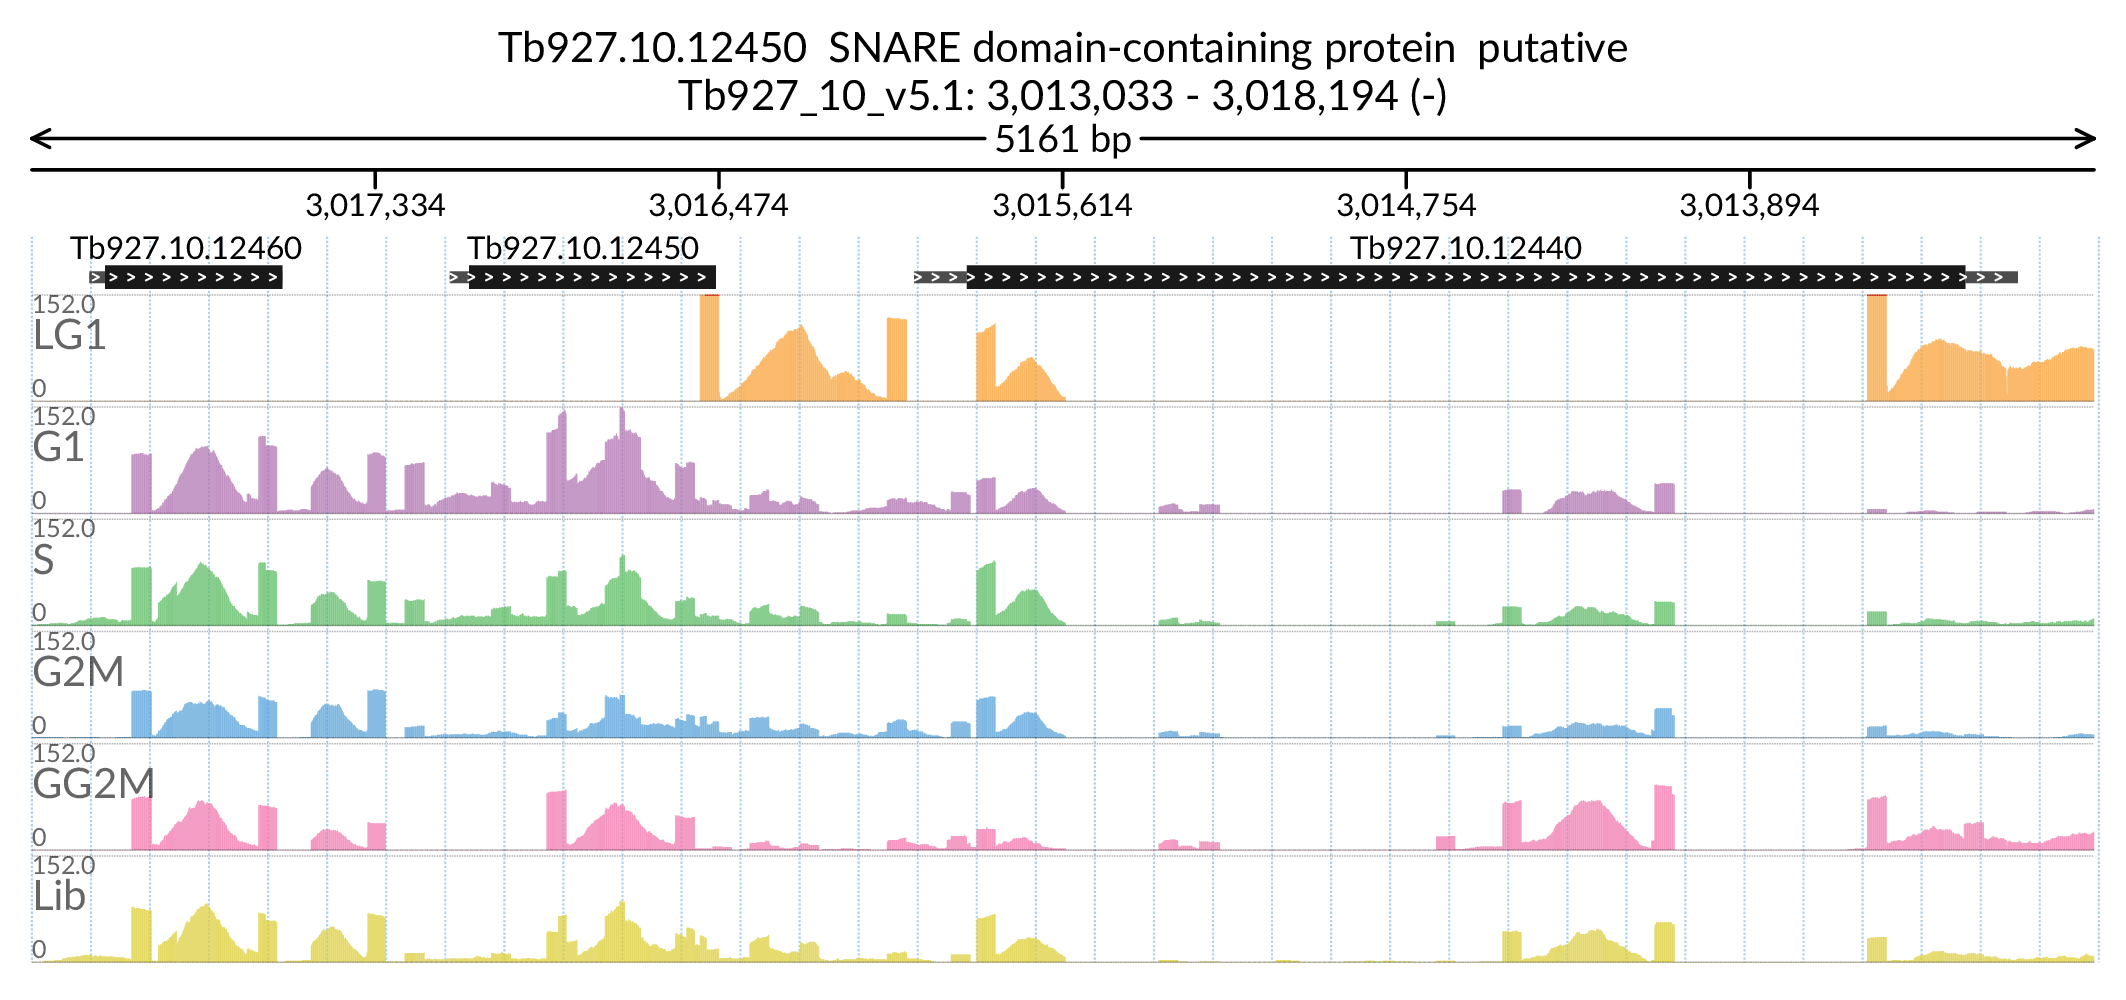 Tb927.10.12450  SNARE domain-containing protein  putative
Tb927_10_v5.1: 3,013,033 - 3,018,194 (-)
5161 bp
3,017,334 3,016,474 3,015,614 3,014,754 3,013,894
Tb927.10.12460 Tb927.10.12450 Tb927.10.12440
152.0
LG1
0
152.0
G1
0
152.0
S
0
152.0
G2M
0
152.0
GG2M
0
152.0
Lib
0